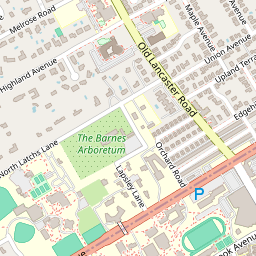 Melrose Road
Maple Avenue
Union Avenue
Highland Avenue
Old Lancaster Road
Upland Terra
Edgehi
North Latchs Lane
The Barnes
Arboretum
Orchard Road
Lapsley Lane
P
ook Avenue